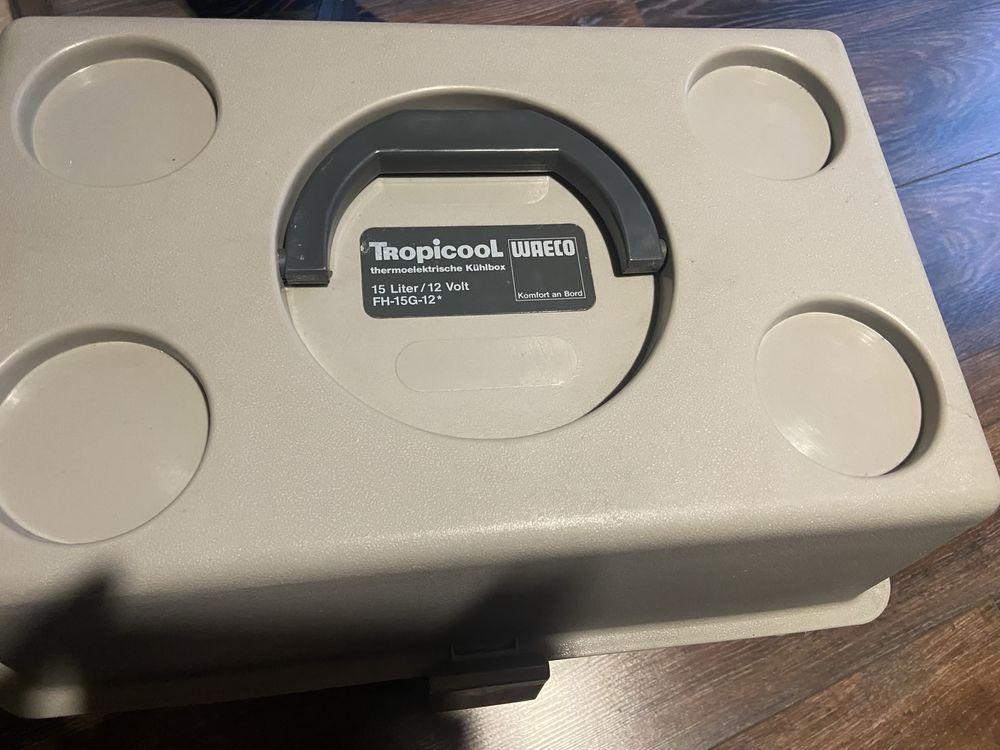 TROPICOOL WAECO
thermoelektrische Kühlbox
15 Liter/12 Volt
FH-15G-12*
Komfort an Bord